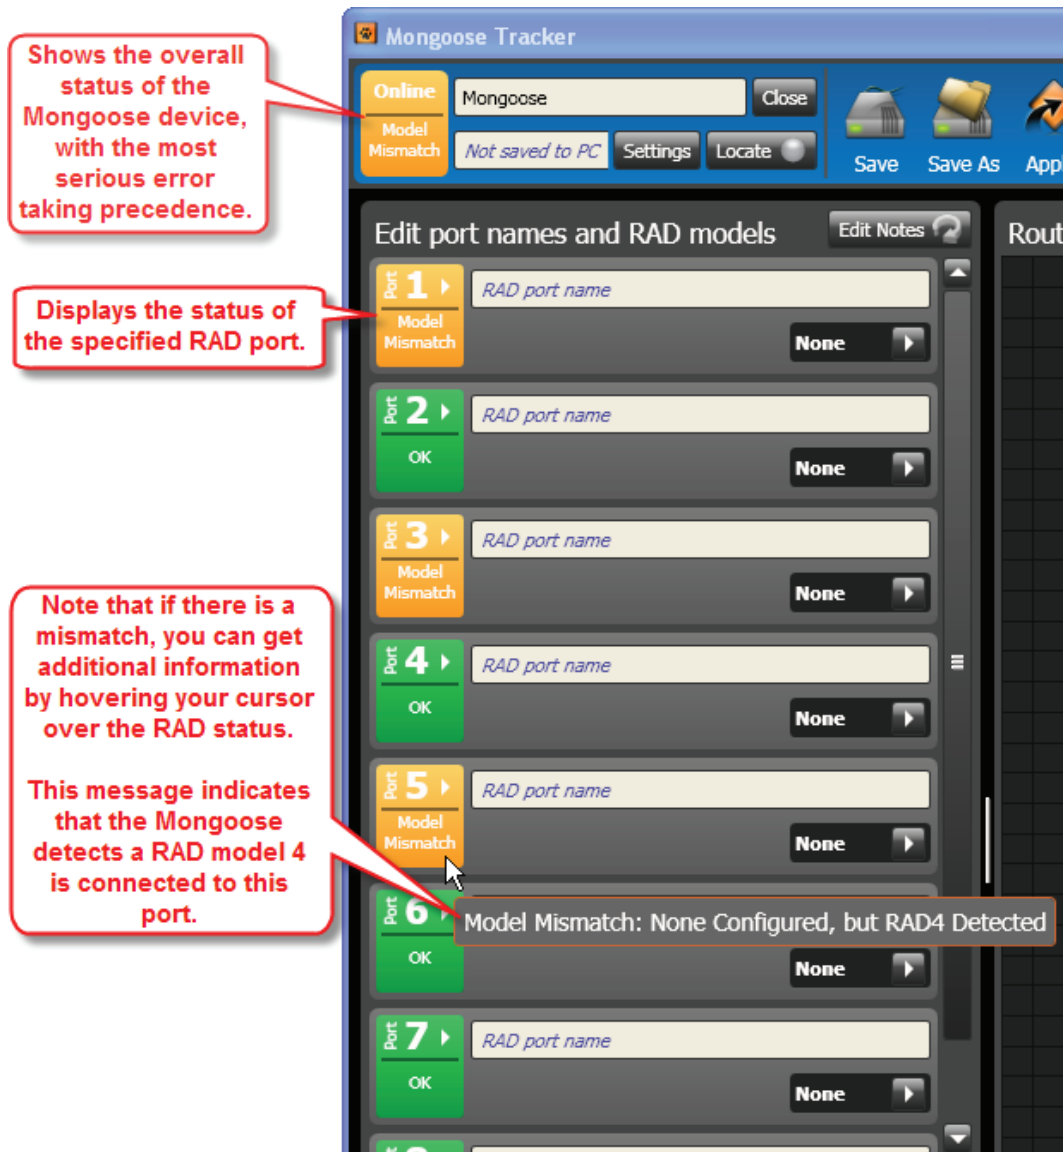 Shows the overall
status of the
Mongoose device,
with the most
serious error
taking precedence.
Mongoose Tracker
Online
Model
Mismatch
Mongoose
Close
Not saved to PC
Settings
Locate
Save
Save As
Appl
Edit port names and RAD models
Edit Notes
Rout
Displays the status of
the specified RAD port.
Port 1
Model
Mismatch
RAD port name
None
Port 2
OK
RAD port name
None
Port 3
Model
Mismatch
RAD port name
None
Note that if there is a
mismatch, you can get
additional information
by hovering your cursor
over the RAD status.
This message indicates
that the Mongoose
detects a RAD model 4
is connected to this
port.
Port 4
OK
RAD port name
None
Port 5
Model
Mismatch
RAD port name
None
Port 6
OK
Model Mismatch: None Configured, but RAD4 Detected
None
Port 7
OK
RAD port name
None